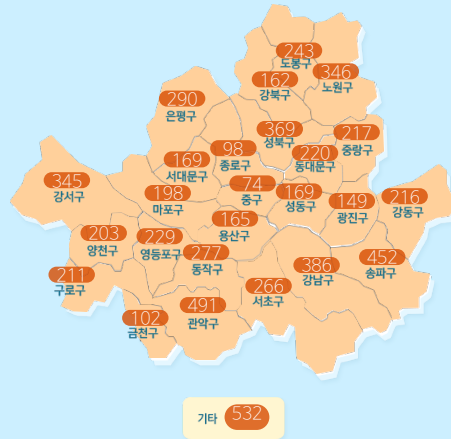 243
도봉구
346
노원구
162
강북구
290
은평구
369
성북구
217
중랑구
220
동대문구
98
종로구
169
서대문구
345
강서구
198
마포구
74
중구
169
성동구
149
광진구
216
강동구
165
용산구
203
양천구
229
영등포구
277
동작구
452
송파구
386
강남구
211
구로구
266
서초구
491
관악구
102
금천구
기타 532